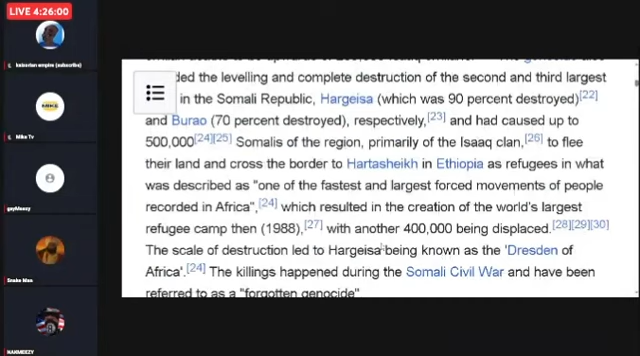 LIVE 4:26:00
kaiserian empire (subscribe)
MIKE
Mike Tv
gayMeezy
Snake Man
NAKMEEZY
ded the levelling and complete destruction of the second and third largest
in the Somali Republic, Hargeisa (which was 90 percent destroyed)[22]
and Burao (70 percent destroyed), respectively,[23] and had caused up to
500,000[24][25] Somalis of the region, primarily of the Isaaq clan,[26] to flee
their land and cross the border to Hartasheikh in Ethiopia as refugees in what
was described as "one of the fastest and largest forced movements of people
recorded in Africa",[24] which resulted in the creation of the world's largest
refugee camp then (1988),[27] with another 400,000 being displaced.[28][29][30]
The scale of destruction led to Hargeisa being known as the 'Dresden of
Africa'.[24] The killings happened during the Somali Civil War and have been
referred to as a "forgotten genocide"